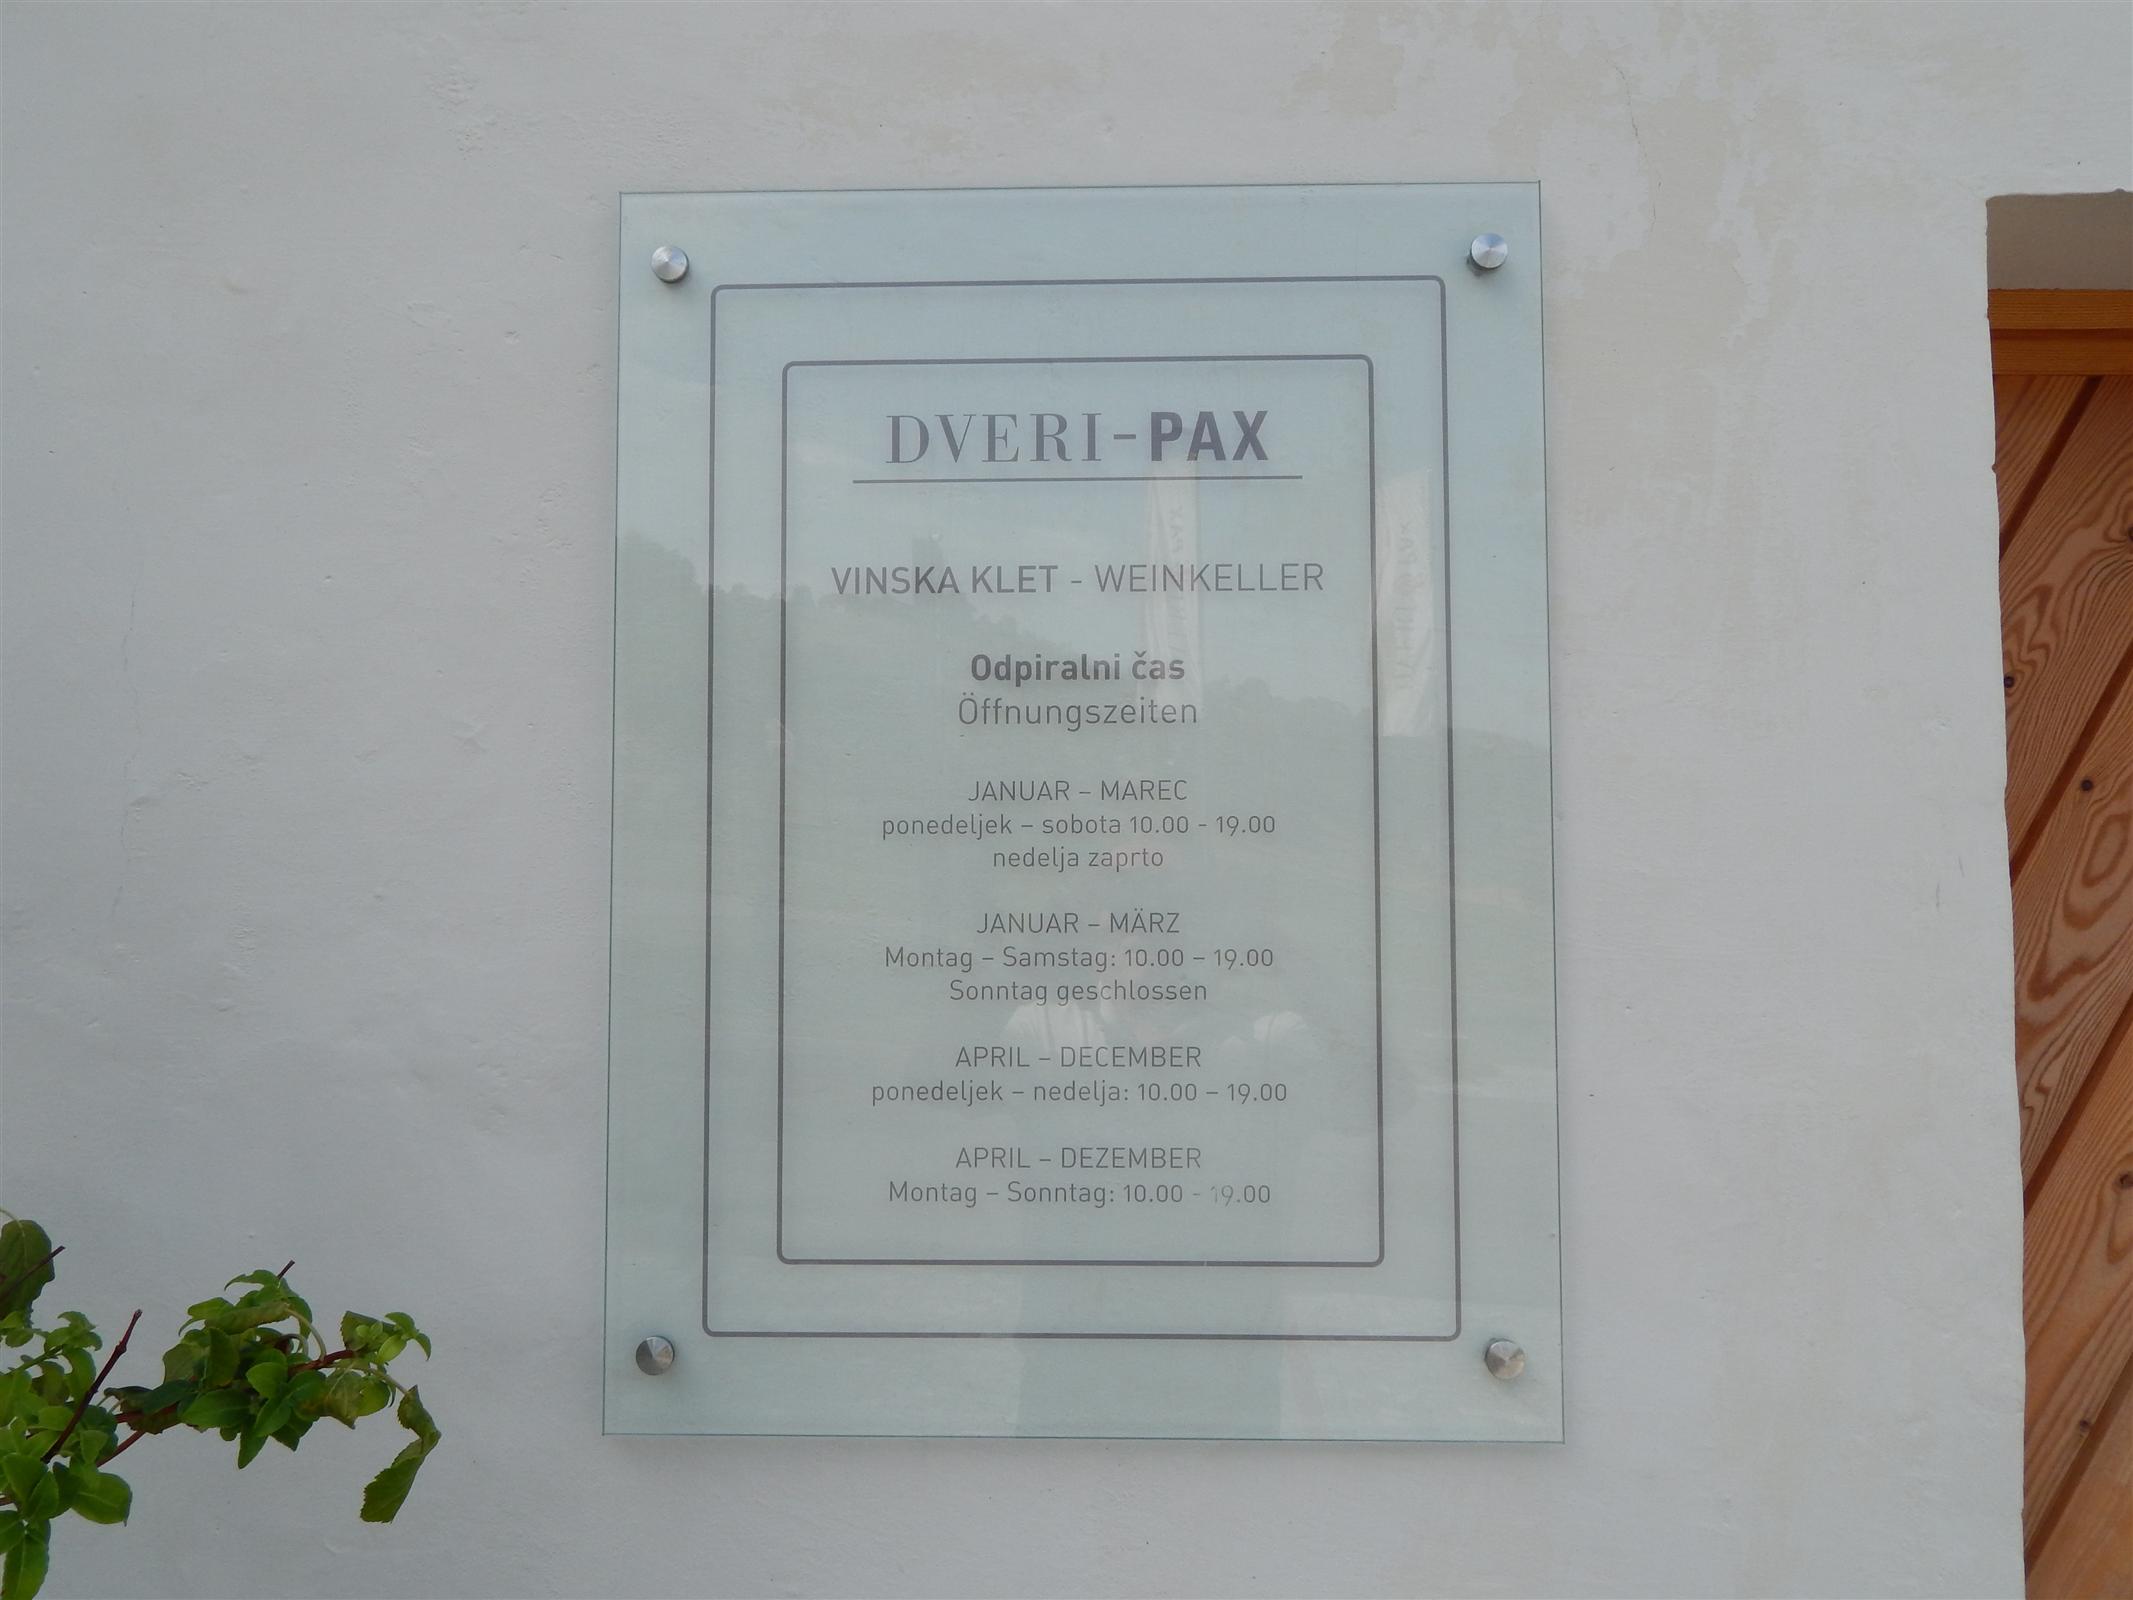 DVERI-PAX
VINSKA KLET - WEINKELLER
Odpiralni čas
Öffnungszeiten
JANUAR – MAREC
ponedeljek – sobota 10.00 - 19.00
nedelja zaprto
JANUAR – MÄRZ
Montag – Samstag: 10.00 – 19.00
Sonntag geschlossen
APRIL – DECEMBER
ponedeljek – nedelja: 10.00 – 19.00
APRIL – DEZEMBER
Montag – Sonntag: 10.00 - 19.00